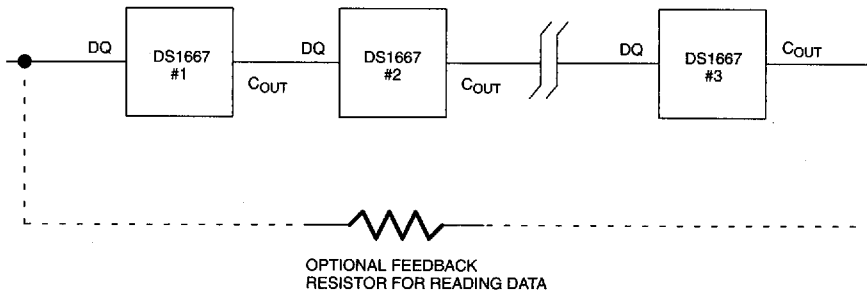 DQ
DS1667
#1
COUT
DQ
DS1667
#2
COUT
DQ
DS1667
#3
COUT
OPTIONAL FEEDBACK
RESISTOR FOR READING DATA